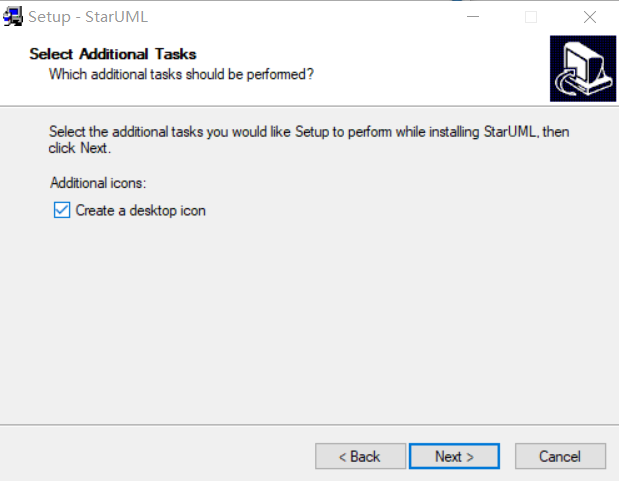 Setup - StarUML
Select Additional Tasks
Which additional tasks should be performed?
Select the additional tasks you would like Setup to perform while installing StarUML, then
click Next.
Additional icons:
Create a desktop icon
< Back
Next >
Cancel